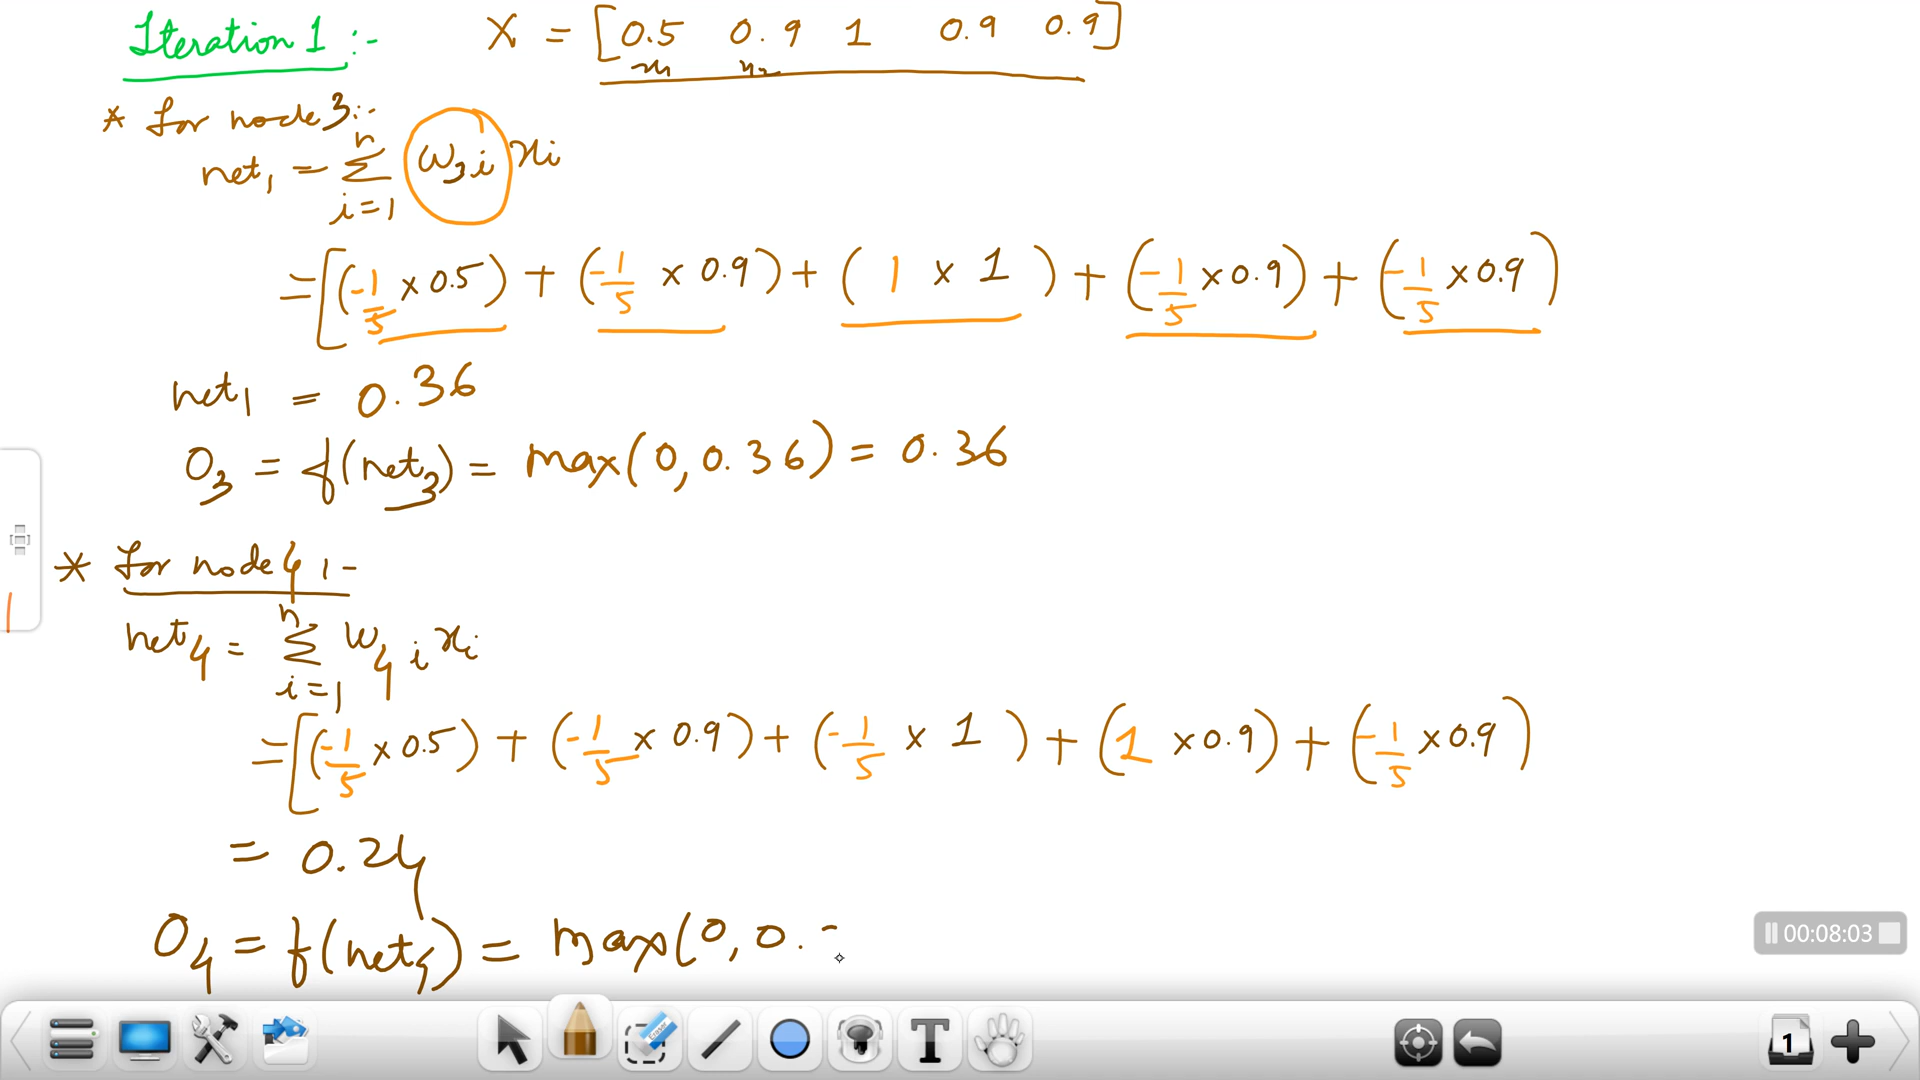 Iteration 1 :- X = [0.5 0.9 1 0.9 0.9]
x1 x2
* for node 3:-
net1 = n∑i=1 w3i xi
= [(-1/5 × 0.5) + (-1/5 × 0.9) + (1 × 1) + (-1/5 × 0.9) + (-1/5 × 0.9)
net1 = 0.36
O3 = f(net3) = max(0, 0.36) = 0.36
* for node 4 :-
net4 = n∑i=1 w4i xi
= [(-1/5 × 0.5) + (-1/5 × 0.9) + (-1/5 × 1) + (1 × 0.9) + (-1/5 × 0.9)
= 0.24
O4 = f(net4) = max(0, 0.
00:08:03
Eraser
T
1